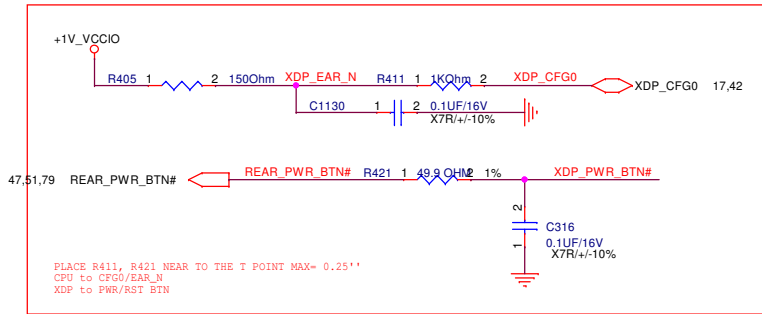 +1V_VCCIO
R405 1 2 150Ohm XDP_EAR_N R411 1 1KOhm 2 XDP_CFG0 XDP_CFG0 17,42
C1130 1 2 0.1UF/16V
X7R/+/-10%
47,51,79 REAR_PWR_BTN# REAR_PWR_BTN# R421 1 49.9 OHM 2 1% XDP_PWR_BTN#
2
C316
1 0.1UF/16V
X7R/+/-10%
PLACE R411, R421 NEAR TO THE T POINT MAX= 0.25''
CPU to CFG0/EAR_N
XDP to PWR/RST BTN